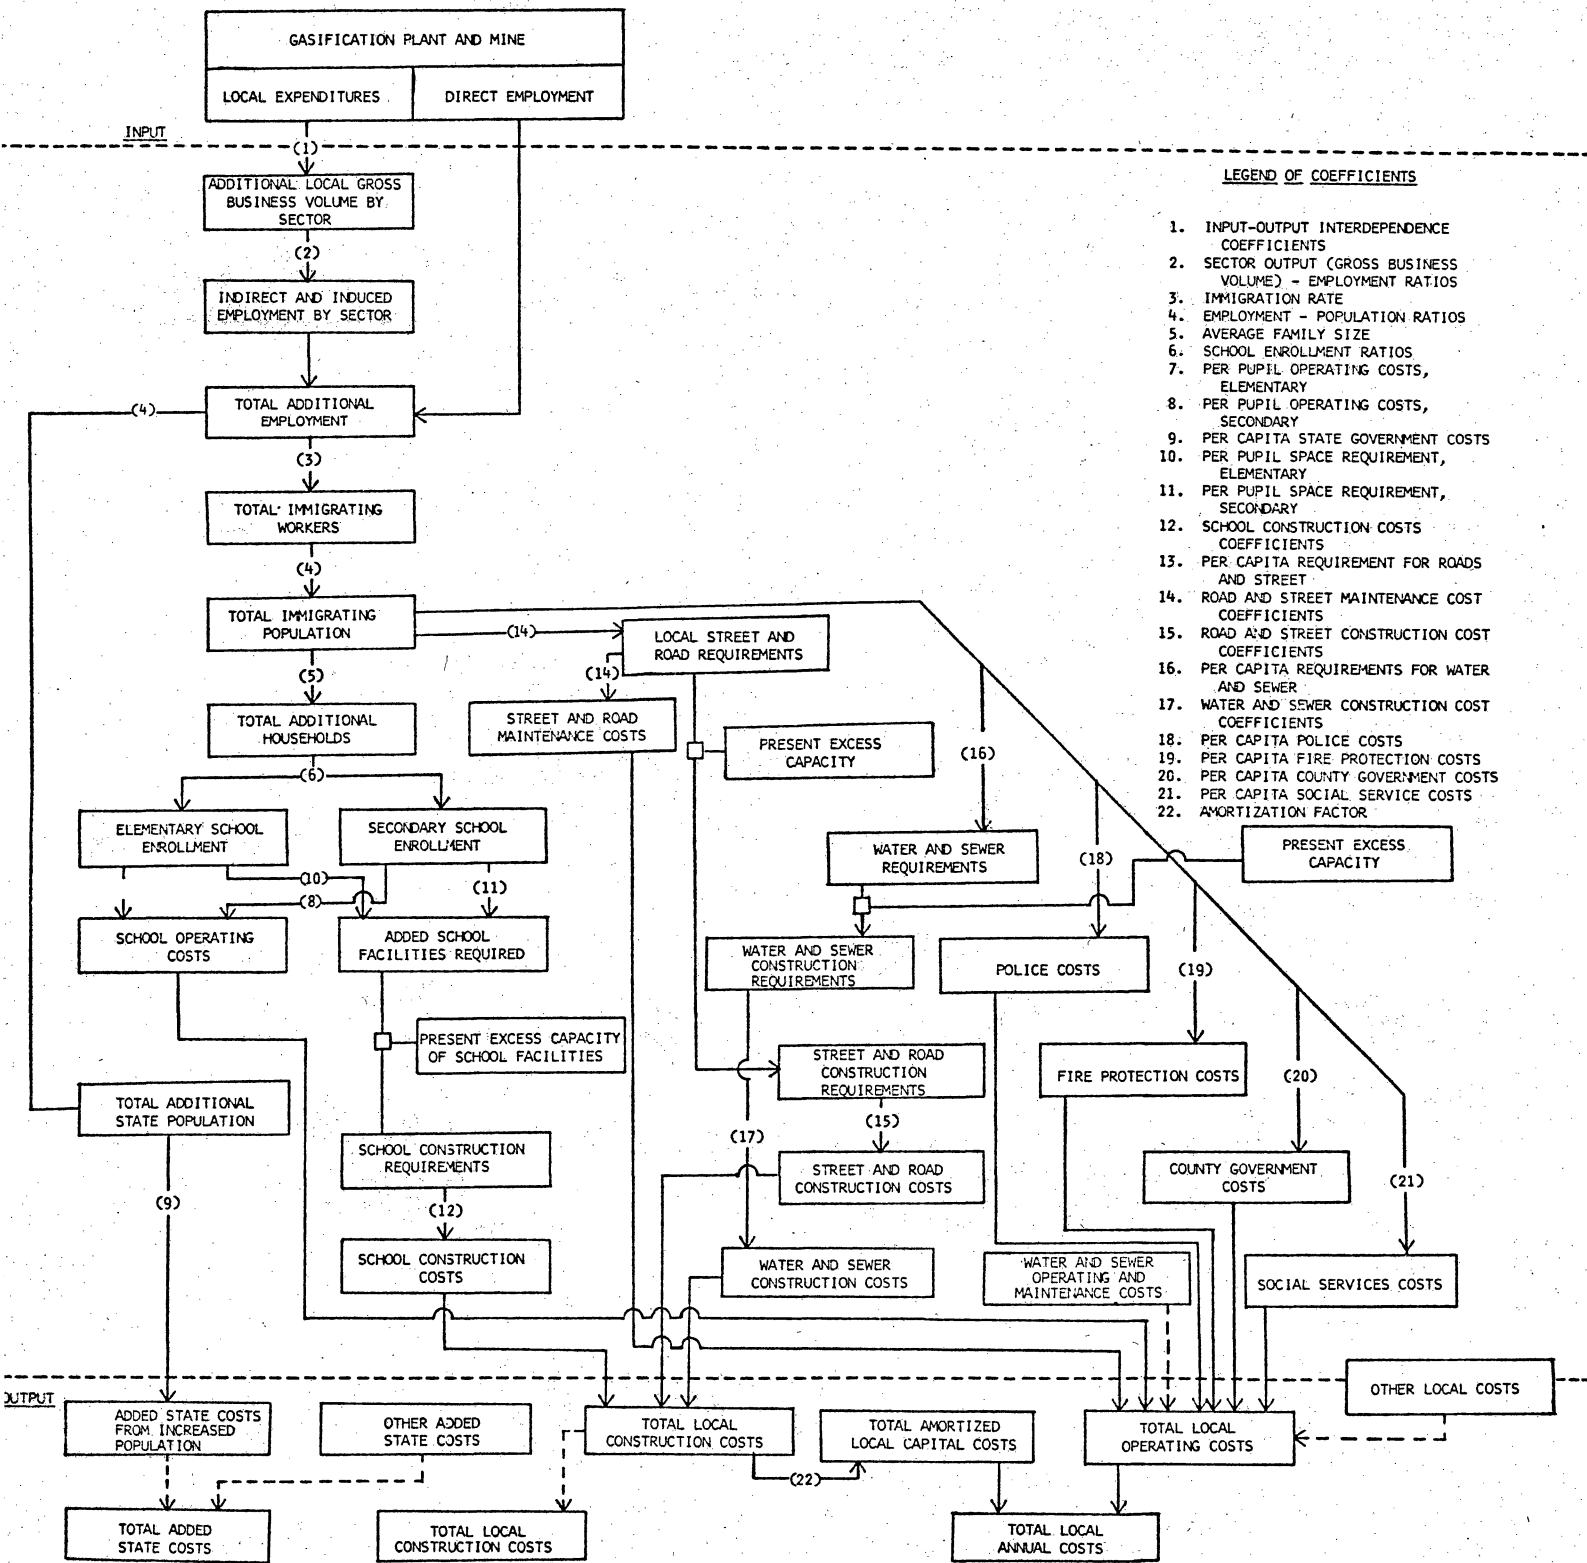 GASIFICATION PLANT AND MINE
LOCAL EXPENDITURES
DIRECT EMPLOYMENT
INPUT
(1)
ADDITIONAL LOCAL GROSS
BUSINESS VOLUME BY
SECTOR
(2)
INDIRECT AND INDUCED
EMPLOYMENT BY SECTOR
TOTAL ADDITIONAL
EMPLOYMENT
(4)
(3)
TOTAL IMMIGRATING
WORKERS
(4)
TOTAL IMMIGRATING
POPULATION
(14)
LOCAL STREET AND
ROAD REQUIREMENTS
(5)
(14)
TOTAL ADDITIONAL
HOUSEHOLDS
STREET AND ROAD
MAINTENANCE COSTS
PRESENT EXCESS
CAPACITY
(16)
(6)
ELEMENTARY SCHOOL
ENROLLMENT
SECONDARY SCHOOL
ENROLLMENT
WATER AND SEWER
REQUIREMENTS
(18)
PRESENT EXCESS
CAPACITY
(10)
(11)
(8)
SCHOOL OPERATING
COSTS
ADDED SCHOOL
FACILITIES REQUIRED
WATER AND SEWER
CONSTRUCTION
REQUIREMENTS
POLICE COSTS
(19)
PRESENT EXCESS CAPACITY
OF SCHOOL FACILITIES
STREET AND ROAD
CONSTRUCTION
REQUIREMENTS
FIRE PROTECTION COSTS
(20)
TOTAL ADDITIONAL
STATE POPULATION
(15)
(17)
SCHOOL CONSTRUCTION
REQUIREMENTS
STREET AND ROAD
CONSTRUCTION COSTS
COUNTY GOVERNMENT
COSTS
(21)
(9)
(12)
SCHOOL CONSTRUCTION
COSTS
WATER AND SEWER
CONSTRUCTION COSTS
WATER AND SEWER
OPERATING AND
MAINTENANCE COSTS
SOCIAL SERVICES COSTS
OUTPUT
OTHER LOCAL COSTS
ADDED STATE COSTS
FROM INCREASED
POPULATION
OTHER ADDED
STATE COSTS
TOTAL LOCAL
CONSTRUCTION COSTS
TOTAL AMORTIZED
LOCAL CAPITAL COSTS
TOTAL LOCAL
OPERATING COSTS
(22)
TOTAL ADDED
STATE COSTS
TOTAL LOCAL
CONSTRUCTION COSTS
TOTAL LOCAL
ANNUAL COSTS
LEGEND OF COEFFICIENTS
1. INPUT-OUTPUT INTERDEPENDENCE
COEFFICIENTS
2. SECTOR OUTPUT (GROSS BUSINESS
VOLUME) - EMPLOYMENT RATIOS
3. IMMIGRATION RATE
4. EMPLOYMENT - POPULATION RATIOS
5. AVERAGE FAMILY SIZE
6. SCHOOL ENROLLMENT RATIOS
7. PER PUPIL OPERATING COSTS,
ELEMENTARY
8. PER PUPIL OPERATING COSTS,
SECONDARY
9. PER CAPITA STATE GOVERNMENT COSTS
10. PER PUPIL SPACE REQUIREMENT,
ELEMENTARY
11. PER PUPIL SPACE REQUIREMENT,
SECONDARY
12. SCHOOL CONSTRUCTION COSTS
COEFFICIENTS
13. PER CAPITA REQUIREMENT FOR ROADS
AND STREET
14. ROAD AND STREET MAINTENANCE COST
COEFFICIENTS
15. ROAD AND STREET CONSTRUCTION COST
COEFFICIENTS
16. PER CAPITA REQUIREMENTS FOR WATER
AND SEWER
17. WATER AND SEWER CONSTRUCTION COST
COEFFICIENTS
18. PER CAPITA POLICE COSTS
19. PER CAPITA FIRE PROTECTION COSTS
20. PER CAPITA COUNTY GOVERNMENT COSTS
21. PER CAPITA SOCIAL SERVICE COSTS
22. AMORTIZATION FACTOR